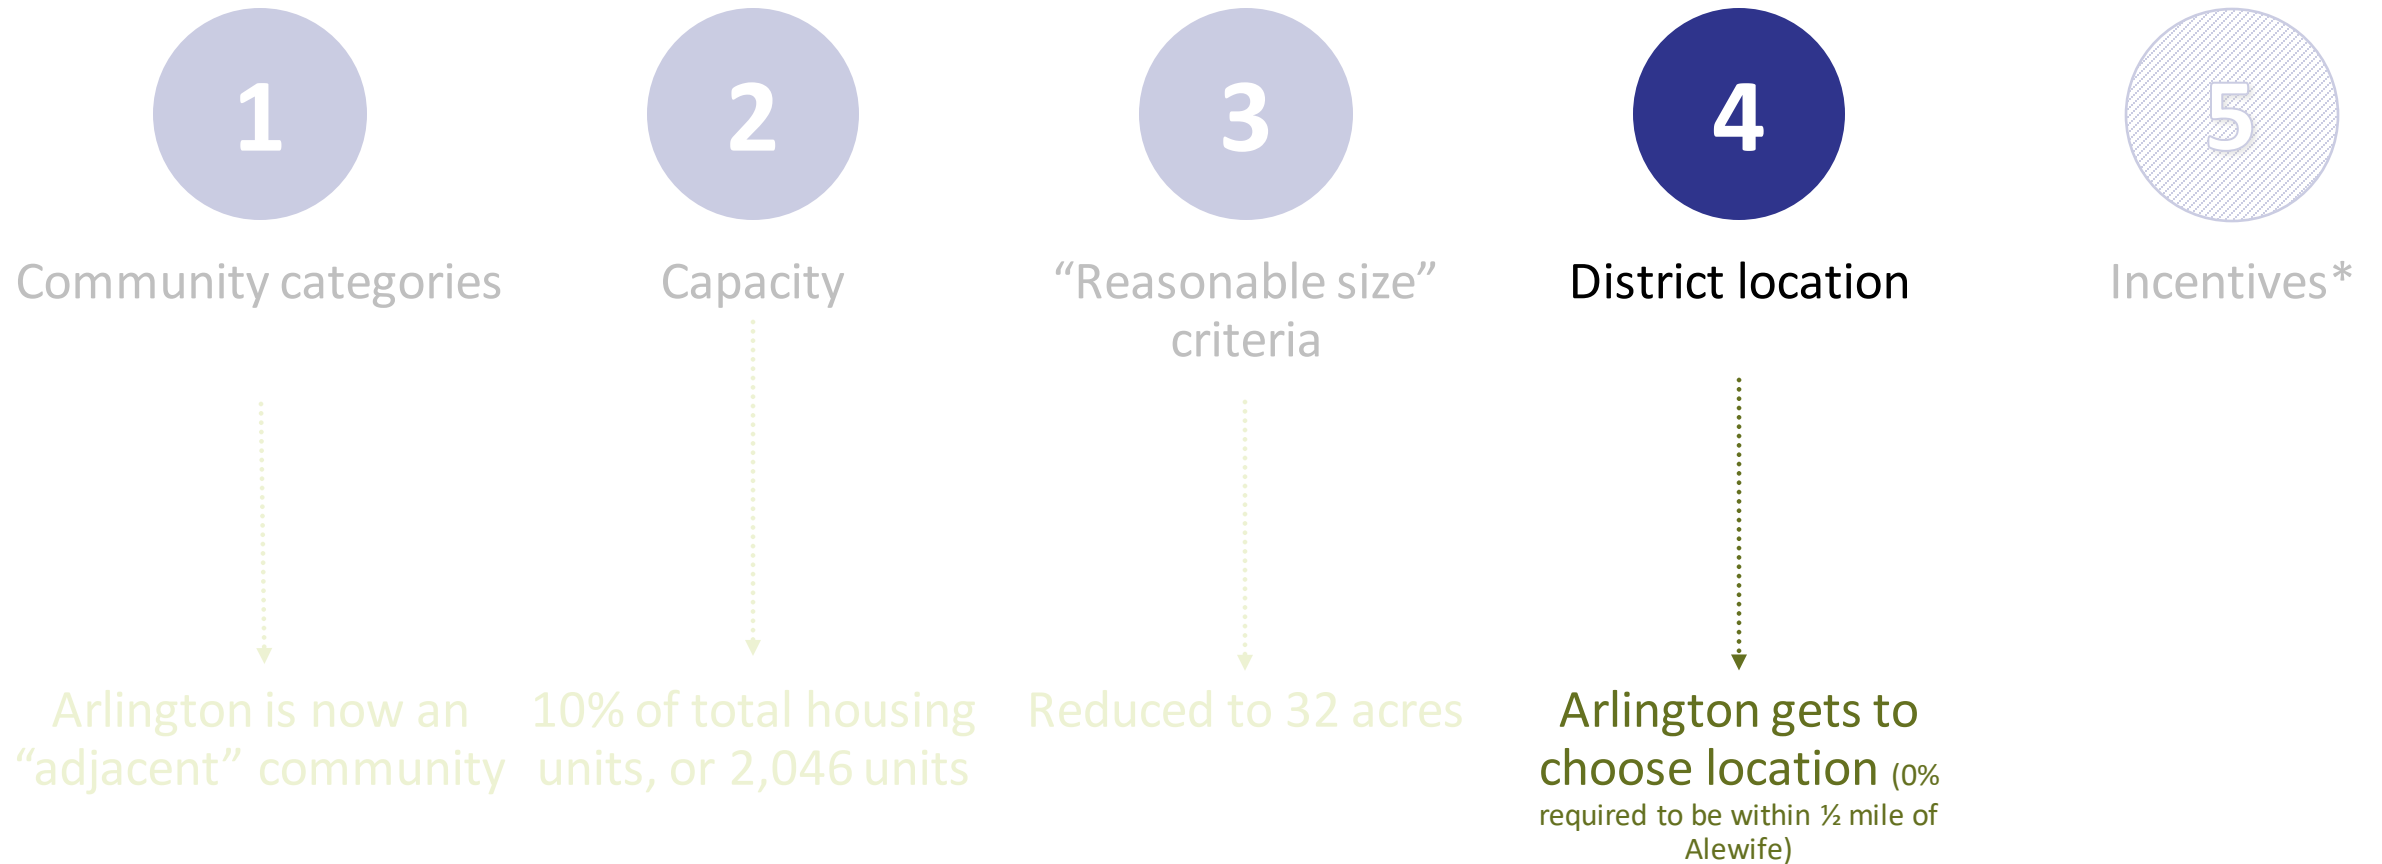 1
2
3
4
5
Community categories
Capacity
“Reasonable size”
criteria
District location
Incentives*
Arlington is now an
“adjacent” community
10% of total housing
units, or 2,046 units
Reduced to 32 acres
Arlington gets to
choose location (0%
required to be within ½ mile of
Alewife)